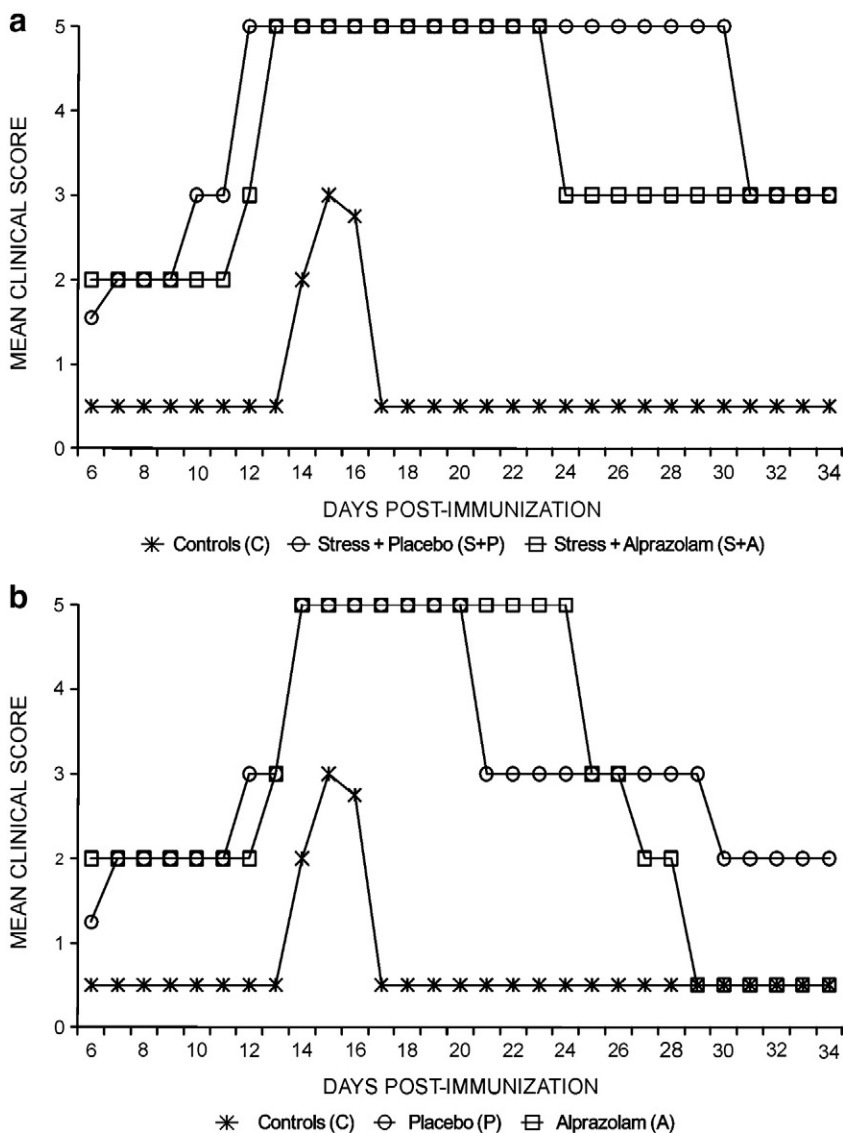 a
MEAN CLINICAL SCORE
5
4
3
2
1
0
6 8 10 12 14 16 18 20 22 24 26 28 30 32 34
DAYS POST-IMMUNIZATION
Controls (C) Stress + Placebo (S+P) Stress + Alprazolam (S+A)
b
MEAN CLINICAL SCORE
5
4
3
2
1
0
6 8 10 12 14 16 18 20 22 24 26 28 30 32 34
DAYS POST-IMMUNIZATION
Controls (C) Placebo (P) Alprazolam (A)